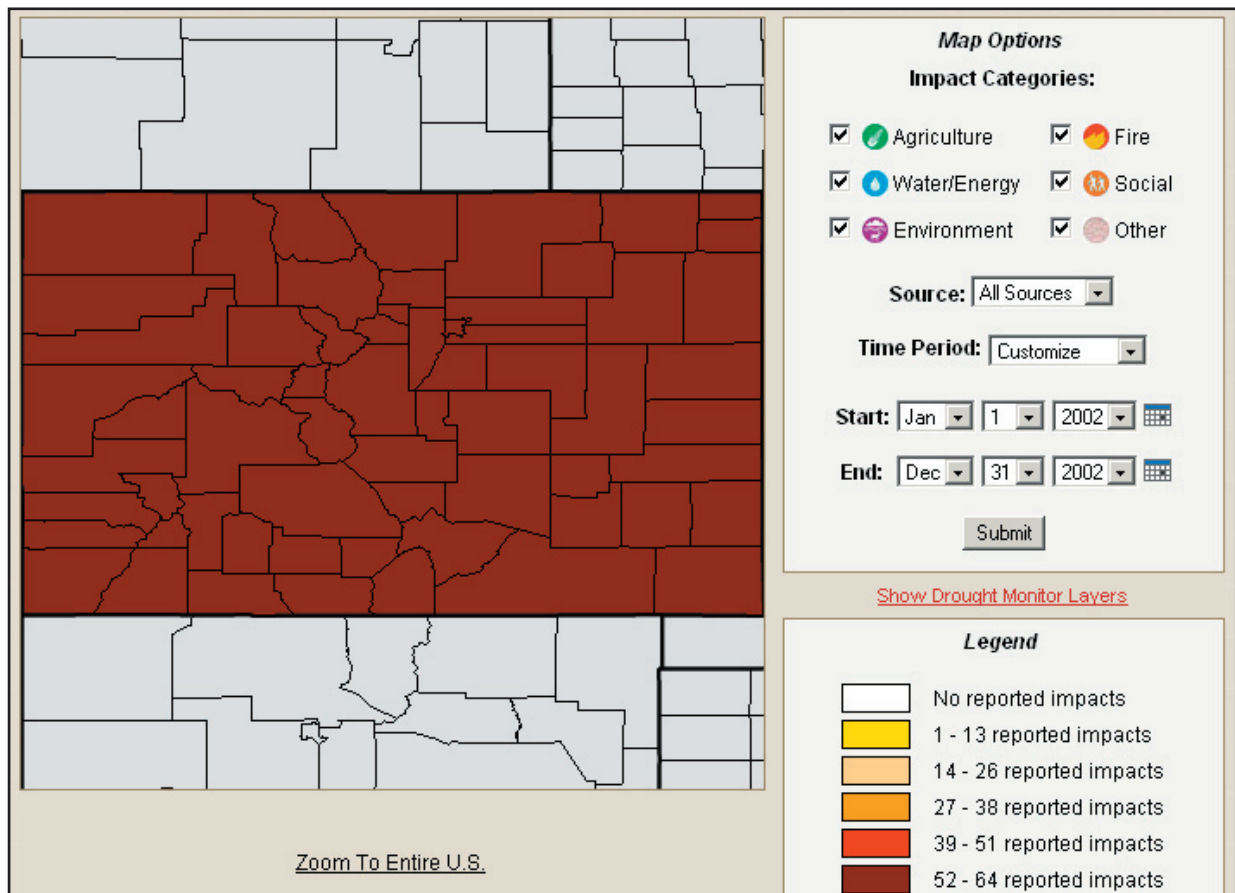 Map Options
Impact Categories:
Agriculture Fire
Water/Energy Social
Environment Other
Source: All Sources
Time Period: Customize
Start: Jan 1 2002
End: Dec 31 2002
Submit
Show Drought Monitor Layers
Legend
No reported impacts
1 - 13 reported impacts
14 - 26 reported impacts
27 - 38 reported impacts
39 - 51 reported impacts
52 - 64 reported impacts
Zoom To Entire U.S.